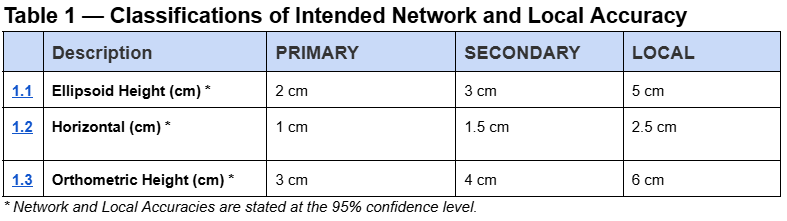 Table 1 — Classifications of Intended Network and Local Accuracy
Description PRIMARY SECONDARY LOCAL
1.1 Ellipsoid Height (cm) * 2 cm 3 cm 5 cm
1.2 Horizontal (cm) * 1 cm 1.5 cm 2.5 cm
1.3 Orthometric Height (cm) * 3 cm 4 cm 6 cm
* Network and Local Accuracies are stated at the 95% confidence level.